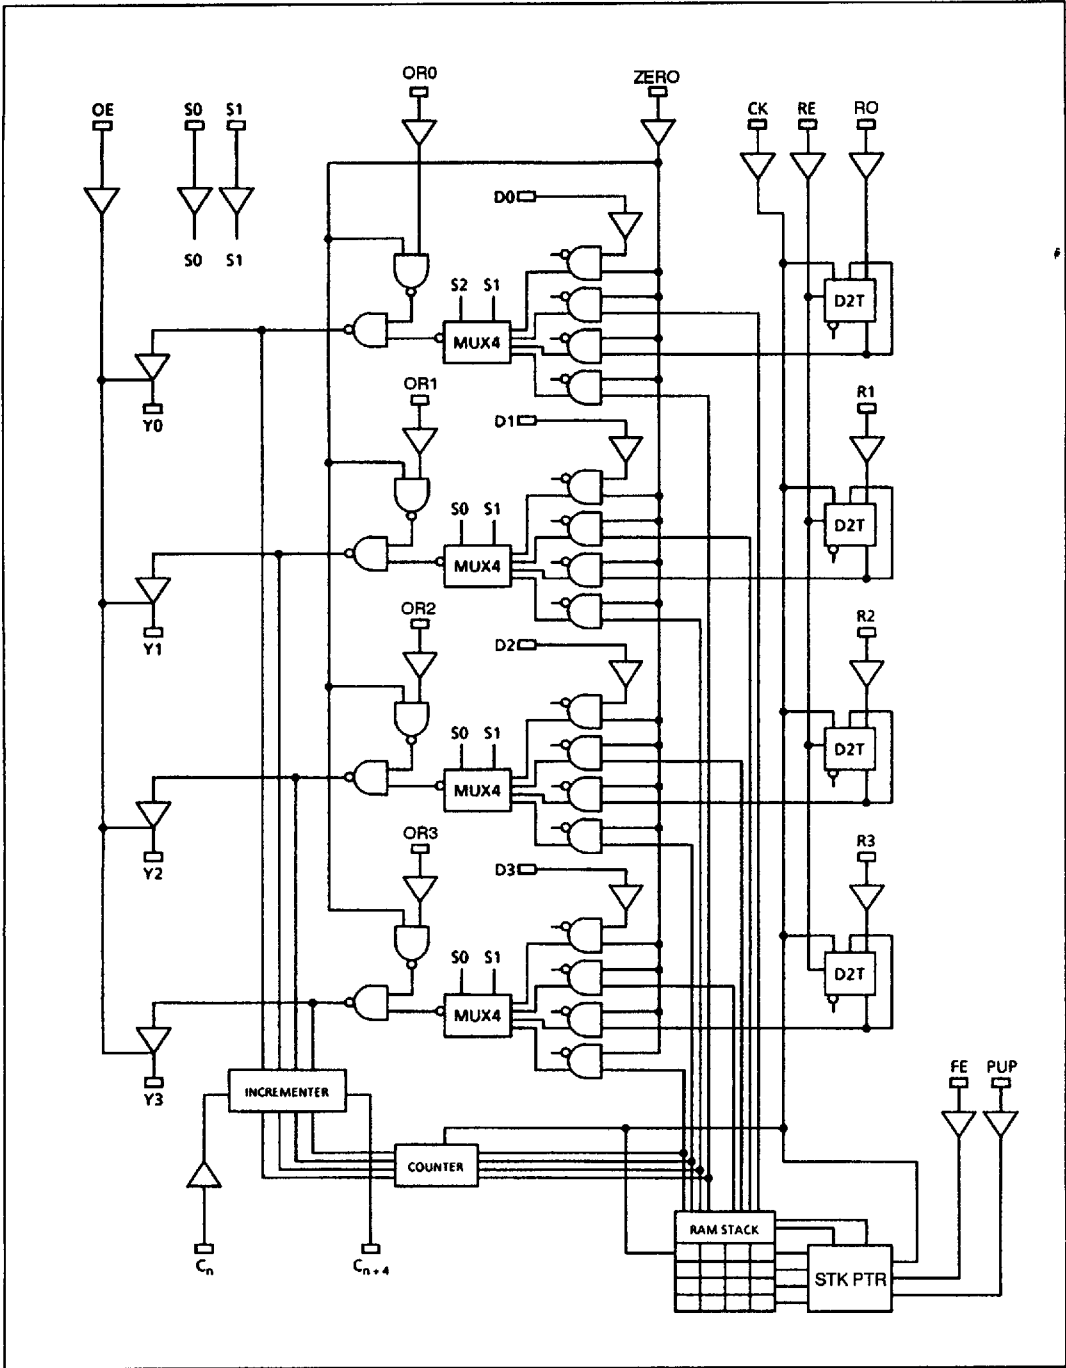 OR0
ZERO
OE
S0
S1
CK
RE
RO
D0
S0
S1
S2
S1
D2T
MUX4
OR1
R1
Y0
D1
S0
S1
D2T
MUX4
OR2
R2
Y1
D2
S0
S1
D2T
MUX4
OR3
R3
Y2
D3
S0
S1
D2T
MUX4
FE
PUP
Y3
INCREMENTER
COUNTER
RAM STACK
Cn
Cn+4
STK PTR